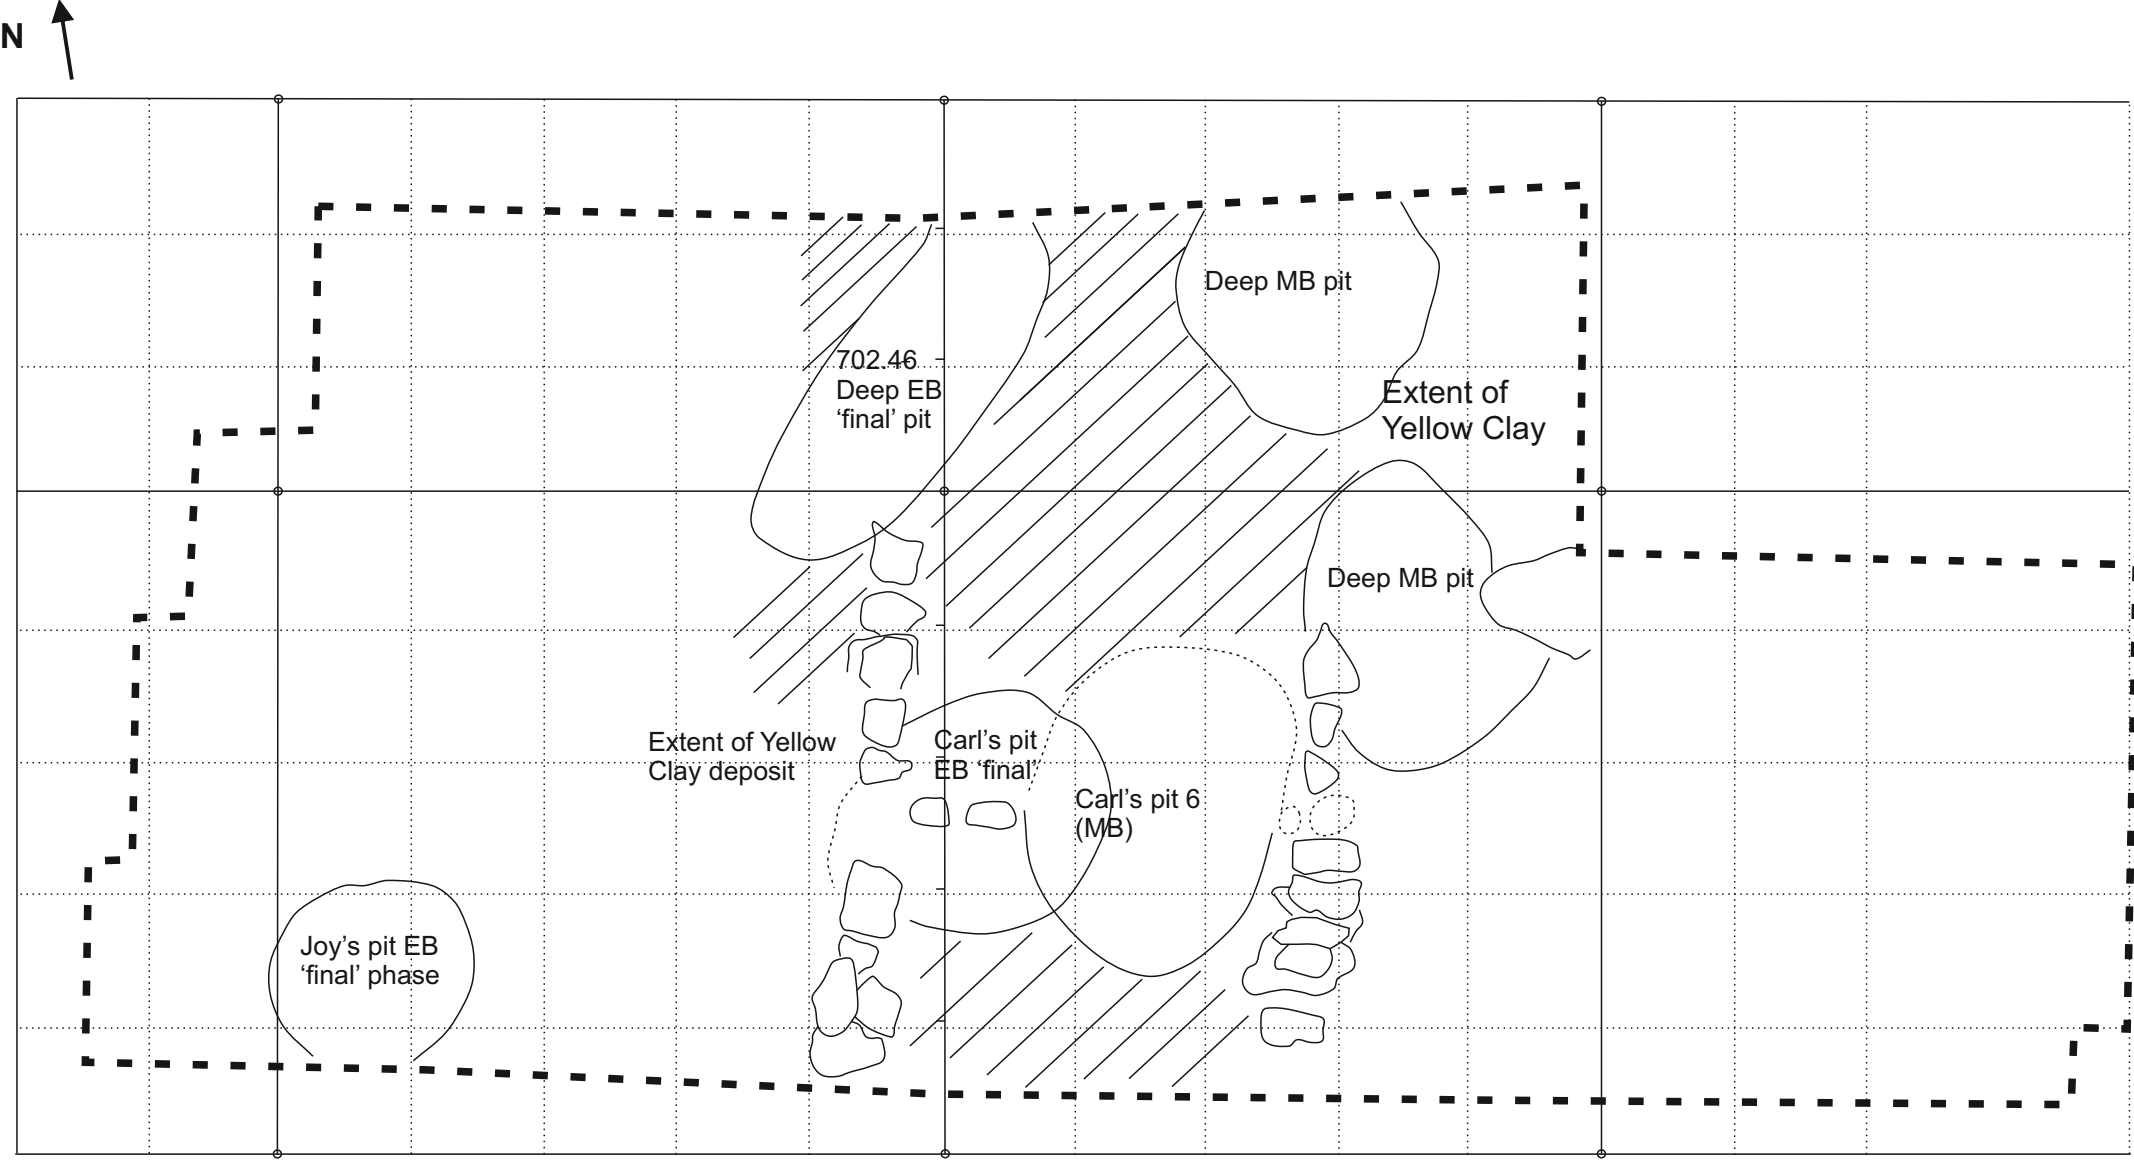 N
Deep MB pit
702.46
Deep EB
‘final’ pit
Extent of
Yellow Clay
Deep MB pit
Extent of Yellow
Clay deposit
Carl’s pit
EB ‘final’
Carl’s pit 6
(MB)
Joy’s pit EB
‘final’ phase